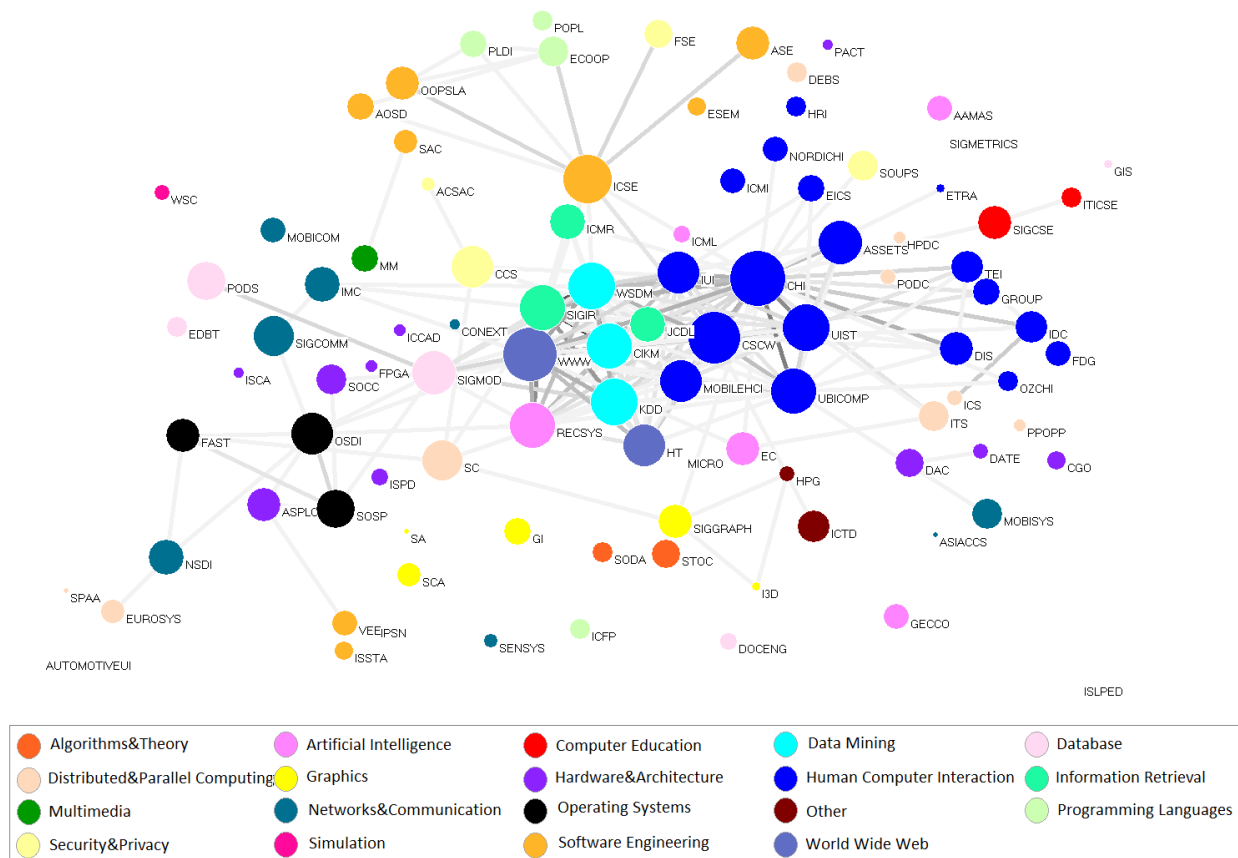 POPL
PLDI
ECOOP
FSE
ASE
PACT
DEBS
OOPSLA
AOSD
ESEM
HRI
AAMAS
SAC
SIGMETRICS
NORDICHI
SOUPS
GIS
ACSAC
ICSE
ICMI
EICS
ETRA
WSC
ITICSE
ICMR
SIGCSE
MOBICOM
ICML
ASSETS
HPDC
MM
CCS
IUI
TEI
PODS
IMC
WSDM
CHI
PODC
GROUP
SIGIR
EDBT
ICCAD
CONEXT
JCDL
UIST
IDC
SIGCOMM
CSCW
CIKM
WWW
DIS
FDG
ISCA
FPGA
SIGMOD
SOCC
MOBILEHCI
OZCHI
UBICOMP
KDD
ICS
RECSYS
ITS
PPOPP
FAST
OSDI
HT
EC
DATE
CGO
SC
MICRO
DAC
ISPD
HPG
ASPLO
SOSP
SIGGRAPH
MOBISYS
SA
GI
ICTD
ASIACCS
NSDI
SODA
STOC
SCA
SPAA
I3D
EUROSYS
GECCO
VEE
IPSN
ICFP
ISSTA
SENSYS
DOCENG
AUTOMOTIVEUI
ISLPED
Algorithms&Theory
Artificial Intelligence
Computer Education
Data Mining
Database
Distributed&Parallel Computing
Graphics
Hardware&Architecture
Human Computer Interaction
Information Retrieval
Multimedia
Networks&Communication
Operating Systems
Other
Programming Languages
Security&Privacy
Simulation
Software Engineering
World Wide Web